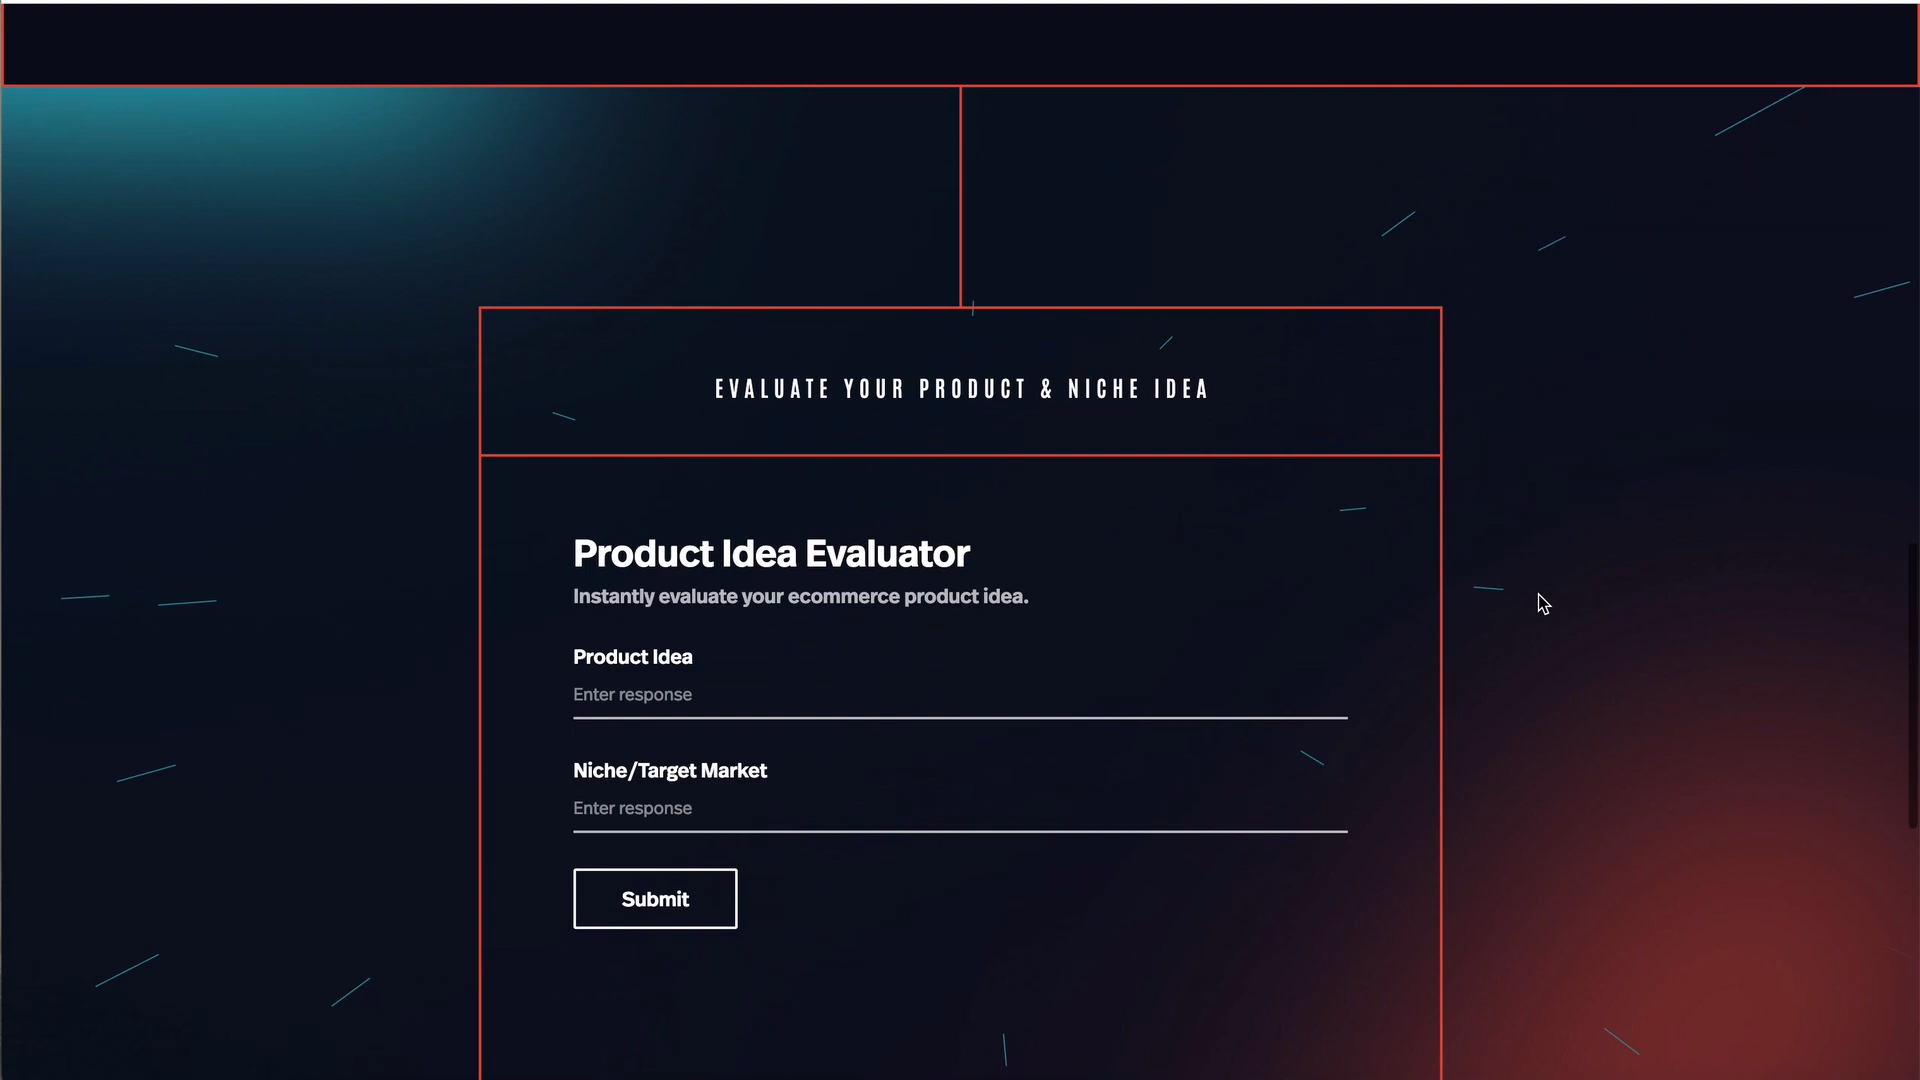 EVALUATE YOUR PRODUCT & NICHE IDEA
Product Idea Evaluator
Instantly evaluate your ecommerce product idea.
Product Idea
Enter response
Niche/Target Market
Enter response
Submit